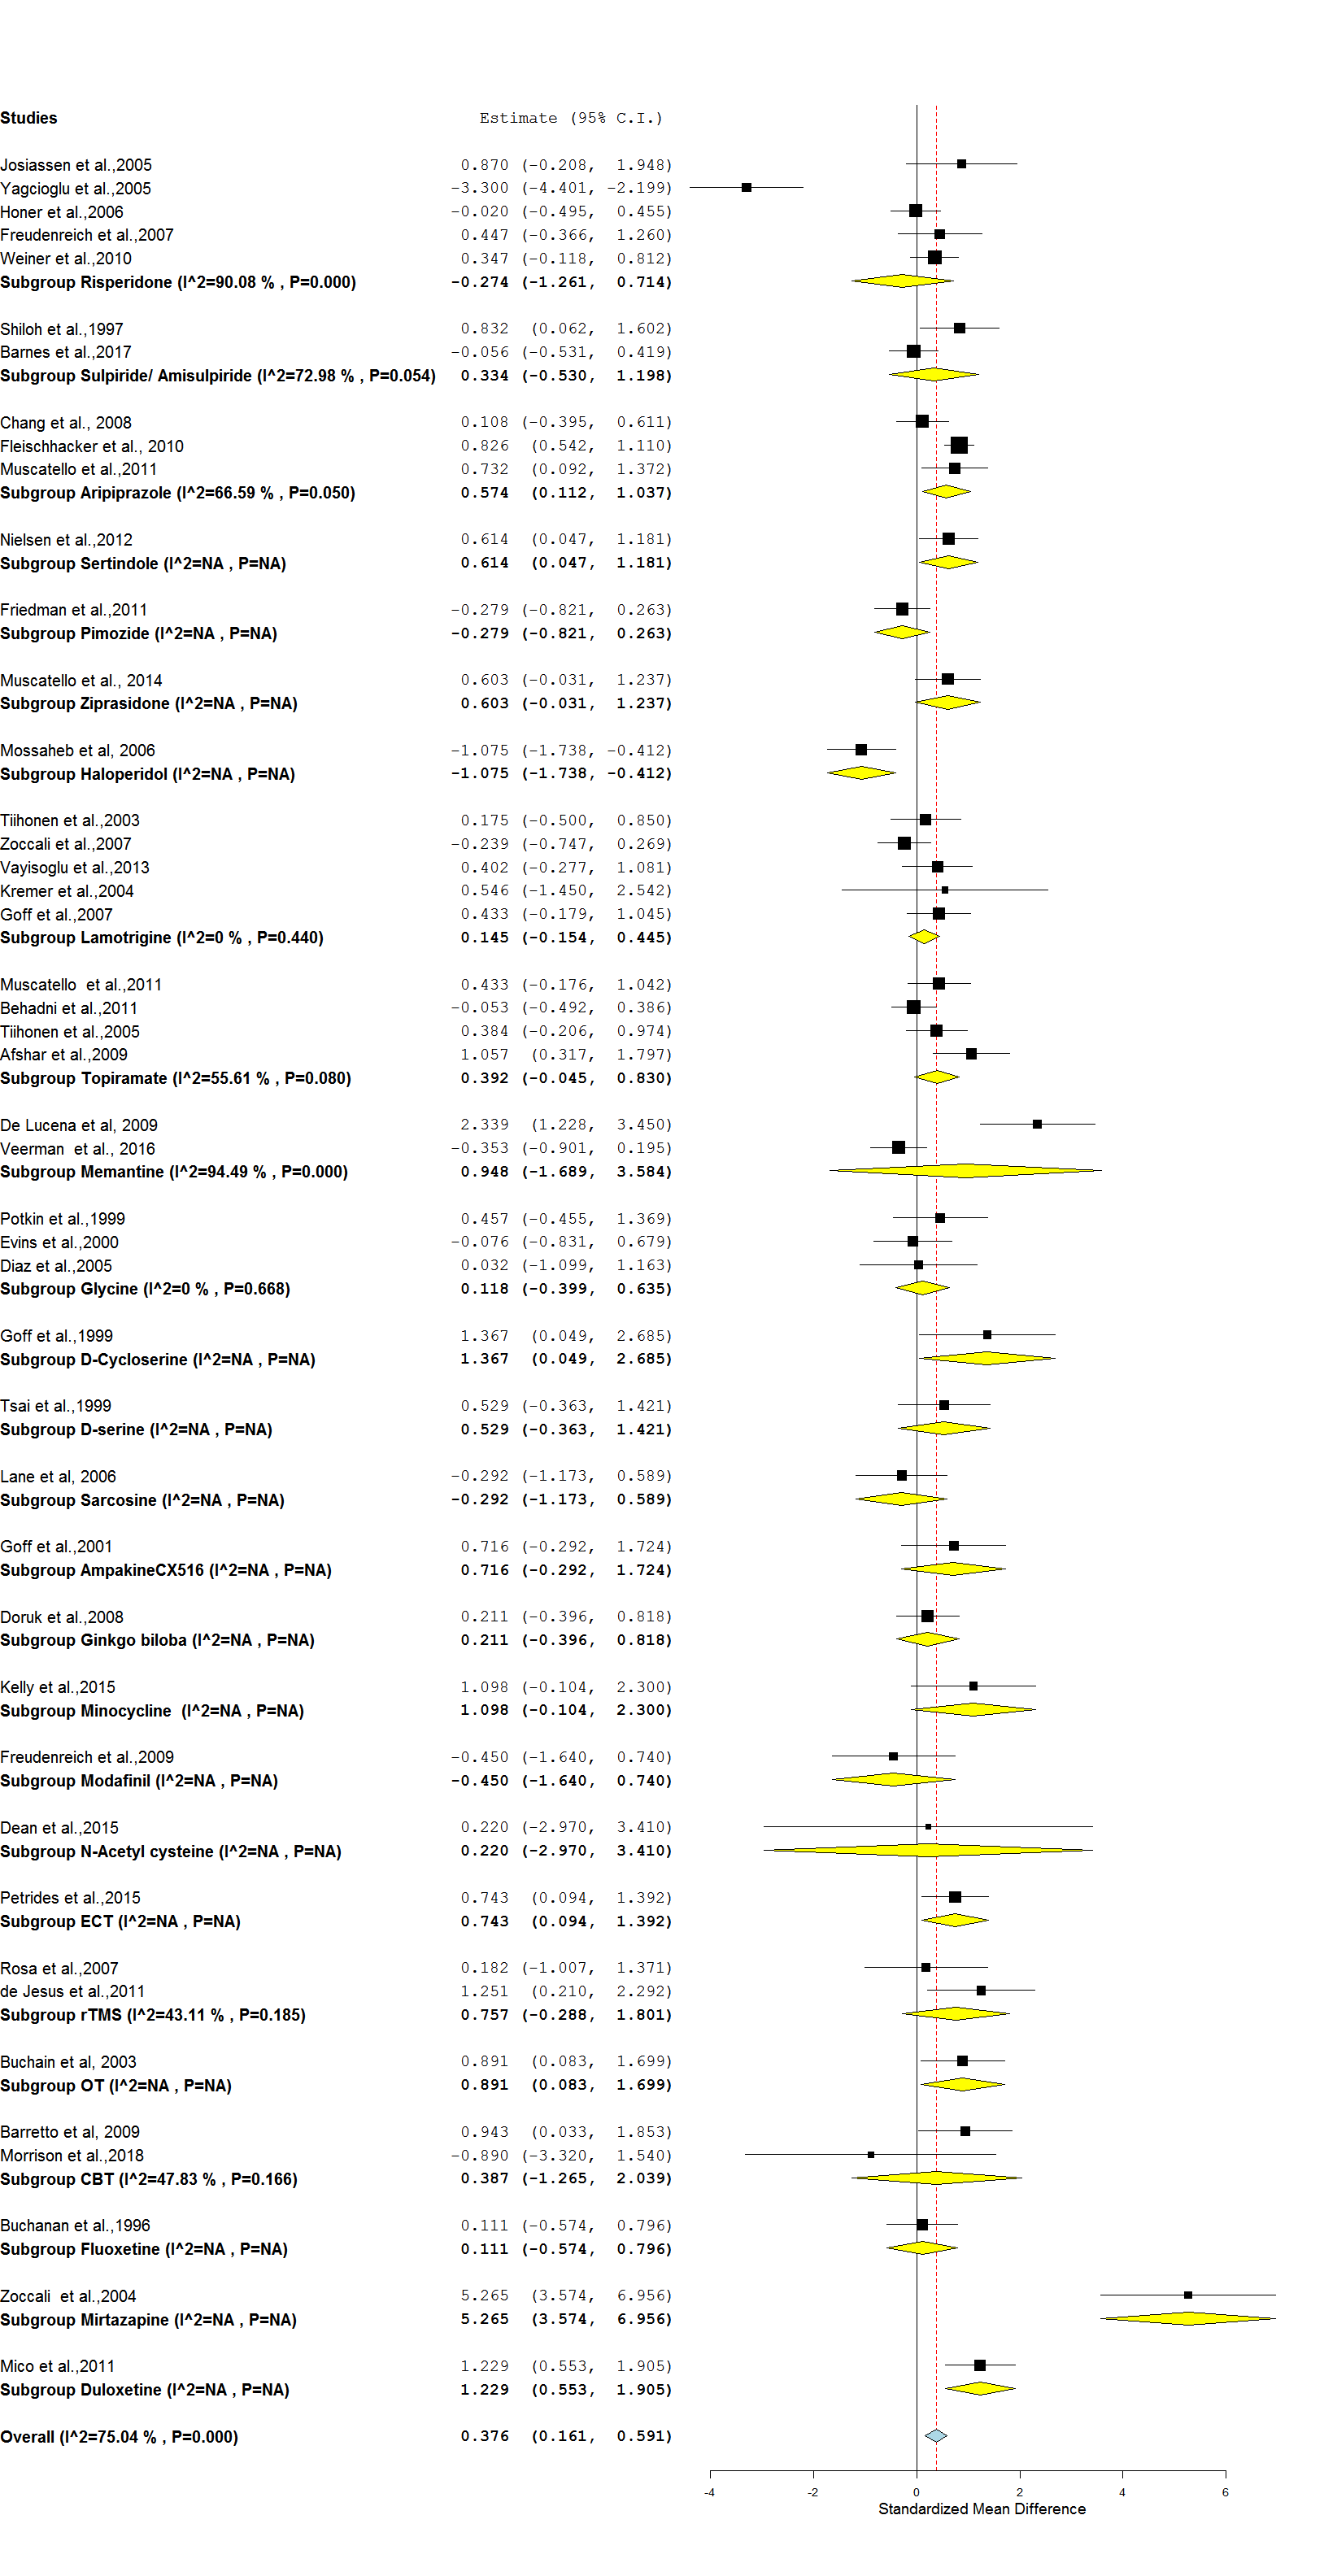 Studies Estimate (95% C.I.)
Josiassen et al.,2005 0.870 (-0.208, 1.948)
Yagcioglu et al.,2005 -3.300 (-4.401, -2.199)
Honer et al.,2006 -0.020 (-0.495, 0.455)
Freudenreich et al.,2007 0.447 (-0.366, 1.260)
Weiner et al.,2010 0.347 (-0.118, 0.812)
Subgroup Risperidone (I^2=90.08 % , P=0.000) -0.274 (-1.261, 0.714)
Shiloh et al.,1997 0.832 (0.062, 1.602)
Barnes et al.,2017 -0.056 (-0.531, 0.419)
Subgroup Sulpiride/ Amisulpiride (I^2=72.98 % , P=0.054) 0.334 (-0.530, 1.198)
Chang et al., 2008 0.108 (-0.395, 0.611)
Fleischhacker et al., 2010 0.826 (0.542, 1.110)
Muscatello et al.,2011 0.732 (0.092, 1.372)
Subgroup Aripiprazole (I^2=66.59 % , P=0.050) 0.574 (0.112, 1.037)
Nielsen et al.,2012 0.614 (0.047, 1.181)
Subgroup Sertindole (I^2=NA , P=NA) 0.614 (0.047, 1.181)
Friedman et al.,2011 -0.279 (-0.821, 0.263)
Subgroup Pimozide (I^2=NA , P=NA) -0.279 (-0.821, 0.263)
Muscatello et al., 2014 0.603 (-0.031, 1.237)
Subgroup Ziprasidone (I^2=NA , P=NA) 0.603 (-0.031, 1.237)
Mossaheb et al, 2006 -1.075 (-1.738, -0.412)
Subgroup Haloperidol (I^2=NA , P=NA) -1.075 (-1.738, -0.412)
Tiihonen et al.,2003 0.175 (-0.500, 0.850)
Zoccali et al.,2007 -0.239 (-0.747, 0.269)
Vayisoglu et al.,2013 0.402 (-0.277, 1.081)
Kremer et al.,2004 0.546 (-1.450, 2.542)
Goff et al.,2007 0.433 (-0.179, 1.045)
Subgroup Lamotrigine (I^2=0 % , P=0.440) 0.145 (-0.154, 0.445)
Muscatello  et al.,2011 0.433 (-0.176, 1.042)
Behadni et al.,2011 -0.053 (-0.492, 0.386)
Tiihonen et al.,2005 0.384 (-0.206, 0.974)
Afshar et al.,2009 1.057 (0.317, 1.797)
Subgroup Topiramate (I^2=55.61 % , P=0.080) 0.392 (-0.045, 0.830)
De Lucena et al, 2009 2.339 (1.228, 3.450)
Veerman  et al., 2016 -0.353 (-0.901, 0.195)
Subgroup Memantine (I^2=94.49 % , P=0.000) 0.948 (-1.689, 3.584)
Potkin et al.,1999 0.457 (-0.455, 1.369)
Evins et al.,2000 -0.076 (-0.831, 0.679)
Diaz et al.,2005 0.032 (-1.099, 1.163)
Subgroup Glycine (I^2=0 % , P=0.668) 0.118 (-0.399, 0.635)
Goff et al.,1999 1.367 (0.049, 2.685)
Subgroup D-Cycloserine (I^2=NA , P=NA) 1.367 (0.049, 2.685)
Tsai et al.,1999 0.529 (-0.363, 1.421)
Subgroup D-serine (I^2=NA , P=NA) 0.529 (-0.363, 1.421)
Lane et al, 2006 -0.292 (-1.173, 0.589)
Subgroup Sarcosine (I^2=NA , P=NA) -0.292 (-1.173, 0.589)
Goff et al.,2001 0.716 (-0.292, 1.724)
Subgroup AmpakineCX516 (I^2=NA , P=NA) 0.716 (-0.292, 1.724)
Doruk et al.,2008 0.211 (-0.396, 0.818)
Subgroup Ginkgo biloba (I^2=NA , P=NA) 0.211 (-0.396, 0.818)
Kelly et al.,2015 1.098 (-0.104, 2.300)
Subgroup Minocycline  (I^2=NA , P=NA) 1.098 (-0.104, 2.300)
Freudenreich et al.,2009 -0.450 (-1.640, 0.740)
Subgroup Modafinil (I^2=NA , P=NA) -0.450 (-1.640, 0.740)
Dean et al.,2015 0.220 (-2.970, 3.410)
Subgroup N-Acetyl cysteine (I^2=NA , P=NA) 0.220 (-2.970, 3.410)
Petrides et al.,2015 0.743 (0.094, 1.392)
Subgroup ECT (I^2=NA , P=NA) 0.743 (0.094, 1.392)
Rosa et al.,2007 0.182 (-1.007, 1.371)
de Jesus et al.,2011 1.251 (0.210, 2.292)
Subgroup rTMS (I^2=43.11 % , P=0.185) 0.757 (-0.288, 1.801)
Buchain et al, 2003 0.891 (0.083, 1.699)
Subgroup OT (I^2=NA , P=NA) 0.891 (0.083, 1.699)
Barretto et al, 2009 0.943 (0.033, 1.853)
Morrison et al.,2018 -0.890 (-3.320, 1.540)
Subgroup CBT (I^2=47.83 % , P=0.166) 0.387 (-1.265, 2.039)
Buchanan et al.,1996 0.111 (-0.574, 0.796)
Subgroup Fluoxetine (I^2=NA , P=NA) 0.111 (-0.574, 0.796)
Zoccali  et al.,2004 5.265 (3.574, 6.956)
Subgroup Mirtazapine (I^2=NA , P=NA) 5.265 (3.574, 6.956)
Mico et al.,2011 1.229 (0.553, 1.905)
Subgroup Duloxetine (I^2=NA , P=NA) 1.229 (0.553, 1.905)
Overall (I^2=75.04 % , P=0.000) 0.376 (0.161, 0.591)
-4 -2 0 2 4 6
Standardized Mean Difference